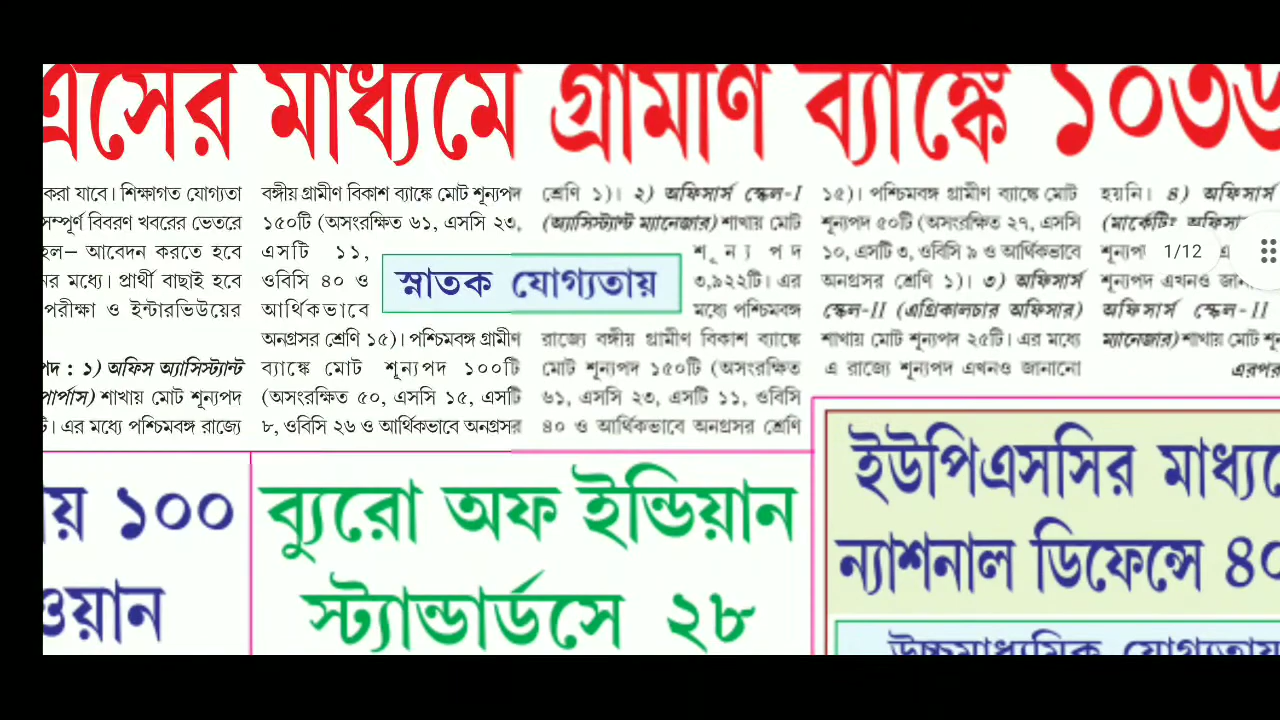 এসের মাধ্যমে গ্রামীণ ব্যাঙ্কে ১০৩৬
করা যাবে। শিক্ষাগত যোগ্যতা
সম্পূর্ণ বিবরণ খবরের ভেতরে
হল– আবেদন করতে হবে
মধ্যে। প্রার্থী বাছাই হবে
পরীক্ষা ও ইন্টারভিউয়ের
পদ : ১) অফিস অ্যাসিস্ট্যান্ট
পার্পাস) শাখায় মোট শূন্যপদ
এর মধ্যে পশ্চিমবঙ্গ রাজ্যে
বঙ্গীয় গ্রামীণ বিকাশ ব্যাঙ্কে মোট শূন্যপদ
১৫০টি (অসংরক্ষিত ৬১, এসসি ২৩,
এসটি ১১,
ওবিসি ৪০ ও
আর্থিকভাবে
অনগ্রসর শ্রেণি ১৫)। পশ্চিমবঙ্গ গ্রামীণ
ব্যাঙ্কে মোট শূন্যপদ ১০০টি
(অসংরক্ষিত ৫০, এসসি ১৫, এসটি
৮, ওবিসি ২৬ ও আর্থিকভাবে অনগ্রসর
স্নাতক যোগ্যতায়
শ্রেণি ১)। ২) অফিসার্স স্কেল-I
(অ্যাসিস্ট্যান্ট ম্যানেজার) শাখায় মোট
শূন্যপদ
৩,৯২২টি। এর
মধ্যে পশ্চিমবঙ্গ
রাজ্যে বঙ্গীয় গ্রামীণ বিকাশ ব্যাঙ্কে
মোট শূন্যপদ ১৫০টি (অসংরক্ষিত
৬১, এসসি ২৩, এসটি ১১, ওবিসি
৪০ ও আর্থিকভাবে অনগ্রসর শ্রেণি
১৫)। পশ্চিমবঙ্গ গ্রামীণ ব্যাঙ্কে মোট
শূন্যপদ ৫০টি (অসংরক্ষিত ২৭, এসসি
১০, এসটি ৩, ওবিসি ৯ ও আর্থিকভাবে
অনগ্রসর শ্রেণি ১)। ৩) অফিসার্স
স্কেল-II (এগ্রিকালচার অফিসার)
শাখায় মোট শূন্যপদ ২৫টি। এর মধ্যে
এ রাজ্যে শূন্যপদ এখনও জানানো
হয়নি। ৪) অফিসার্স
(মার্কেটিং অফিসা
শূন্যপ এ
শূন্যপদ এখনও জান
অফিসার্স স্কেল-II
ম্যানেজার) শাখায় মোট শূন
এরপর
1/12
১০০
ওয়ান
ব্যুরো অফ ইন্ডিয়ান
স্ট্যান্ডার্ডসে ২৮
ইউপিএসসির মাধ্যমে
ন্যাশনাল ডিফেন্সে ৪০
উচ্চমাধ্যমিক যোগ্যতায়